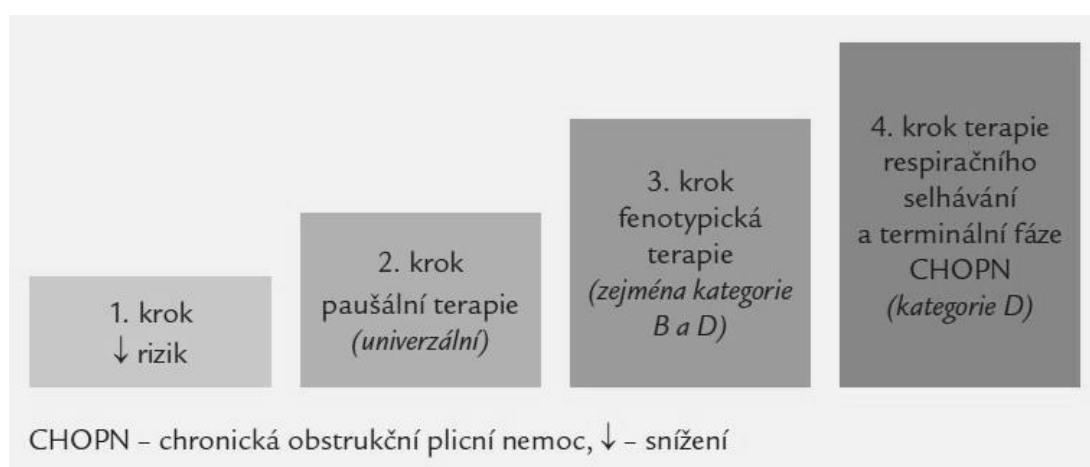 1. krok
↓ rizik
2. krok
paušální terapie
(univerzální)
3. krok
fenotypická
terapie
(zejména kategorie
B a D)
4. krok terapie
respiračního
selhávání
a terminální fáze
CHOPN
(kategorie D)
CHOPN – chronická obstrukční plicní nemoc, ↓ – snížení